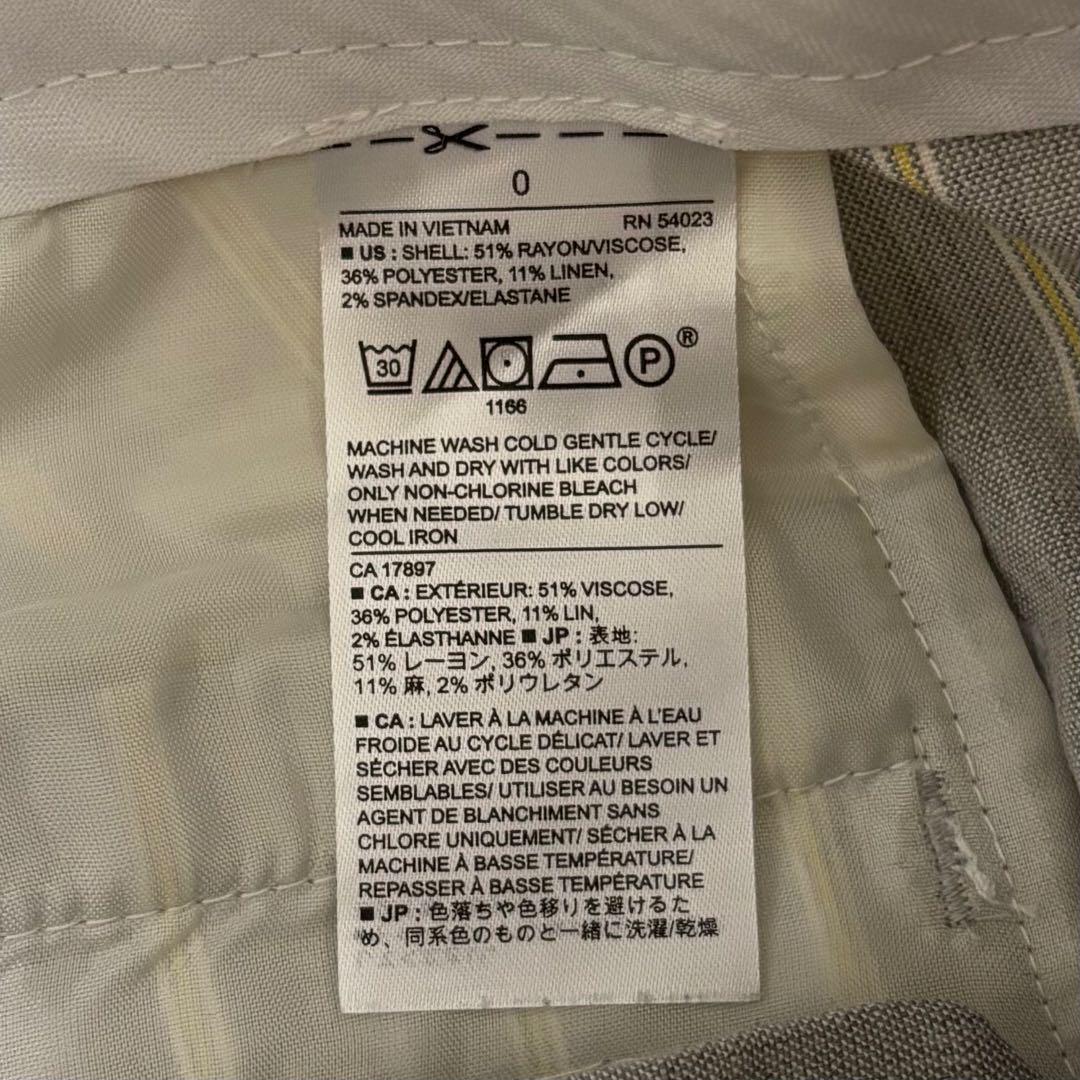 0
MADE IN VIETNAM RN 54023
■ US : SHELL: 51% RAYON/VISCOSE,
36% POLYESTER, 11% LINEN,
2% SPANDEX/ELASTANE
30 P ®
1166
MACHINE WASH COLD GENTLE CYCLE/
WASH AND DRY WITH LIKE COLORS/
ONLY NON-CHLORINE BLEACH
WHEN NEEDED/ TUMBLE DRY LOW/
COOL IRON
CA 17897
■ CA : EXTÉRIEUR: 51% VISCOSE,
36% POLYESTER, 11% LIN,
2% ÉLASTHANNE ■ JP : 表地:
51% レーヨン, 36% ポリエステル,
11% 麻, 2% ポリウレタン
■ CA : LAVER À LA MACHINE À L'EAU
FROIDE AU CYCLE DÉLICAT/ LAVER ET
SÉCHER AVEC DES COULEURS
SEMBLABLES/ UTILISER AU BESOIN UN
AGENT DE BLANCHIMENT SANS
CHLORE UNIQUEMENT/ SÉCHER À LA
MACHINE À BASSE TEMPÉRATURE/
REPASSER À BASSE TEMPÉRATURE
■ JP : 色落ちや色移りを避けるた
め、同系色のものと一緒に洗濯/乾燥